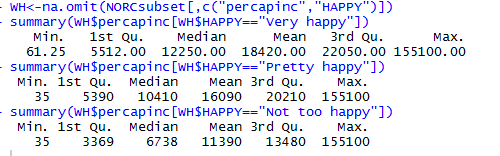 - WH<-na.omit(NORCsubset[,c("percapinc","HAPPY")])
- summary(WH$percapinc[WH$HAPPY=="Very happy"])
Min. 1st Qu. Median Mean 3rd Qu. Max.
61.25 5512.00 12250.00 18420.00 22050.00 155100.00
- summary(WH$percapinc[WH$HAPPY=="Pretty happy"])
Min. 1st Qu. Median Mean 3rd Qu. Max.
35 5390 10410 16090 20210 155100
- summary(WH$percapinc[WH$HAPPY=="Not too happy"])
Min. 1st Qu. Median Mean 3rd Qu. Max.
35 3369 6738 11390 13480 155100